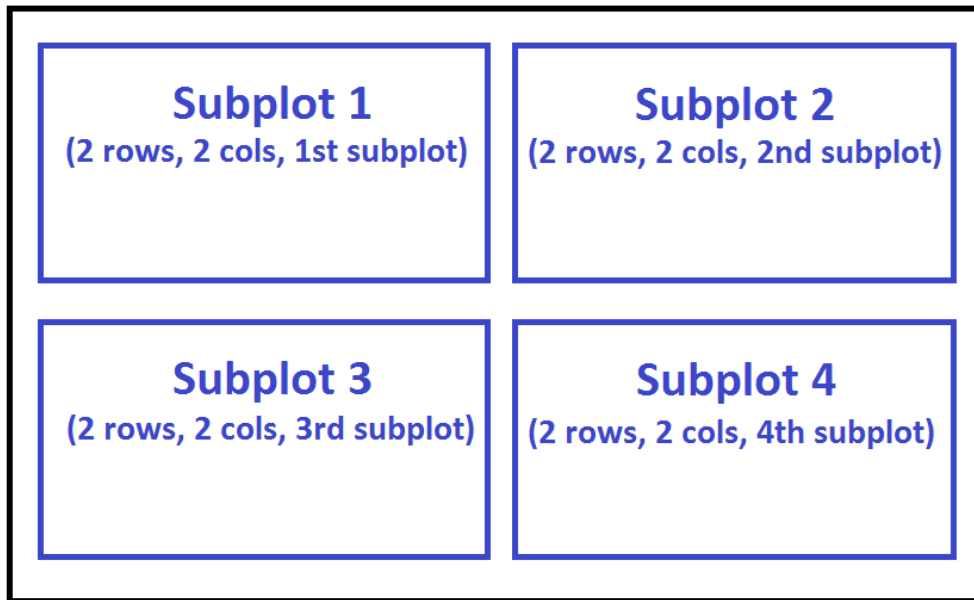 Subplot 1
(2 rows, 2 cols, 1st subplot)
Subplot 2
(2 rows, 2 cols, 2nd subplot)
Subplot 3
(2 rows, 2 cols, 3rd subplot)
Subplot 4
(2 rows, 2 cols, 4th subplot)